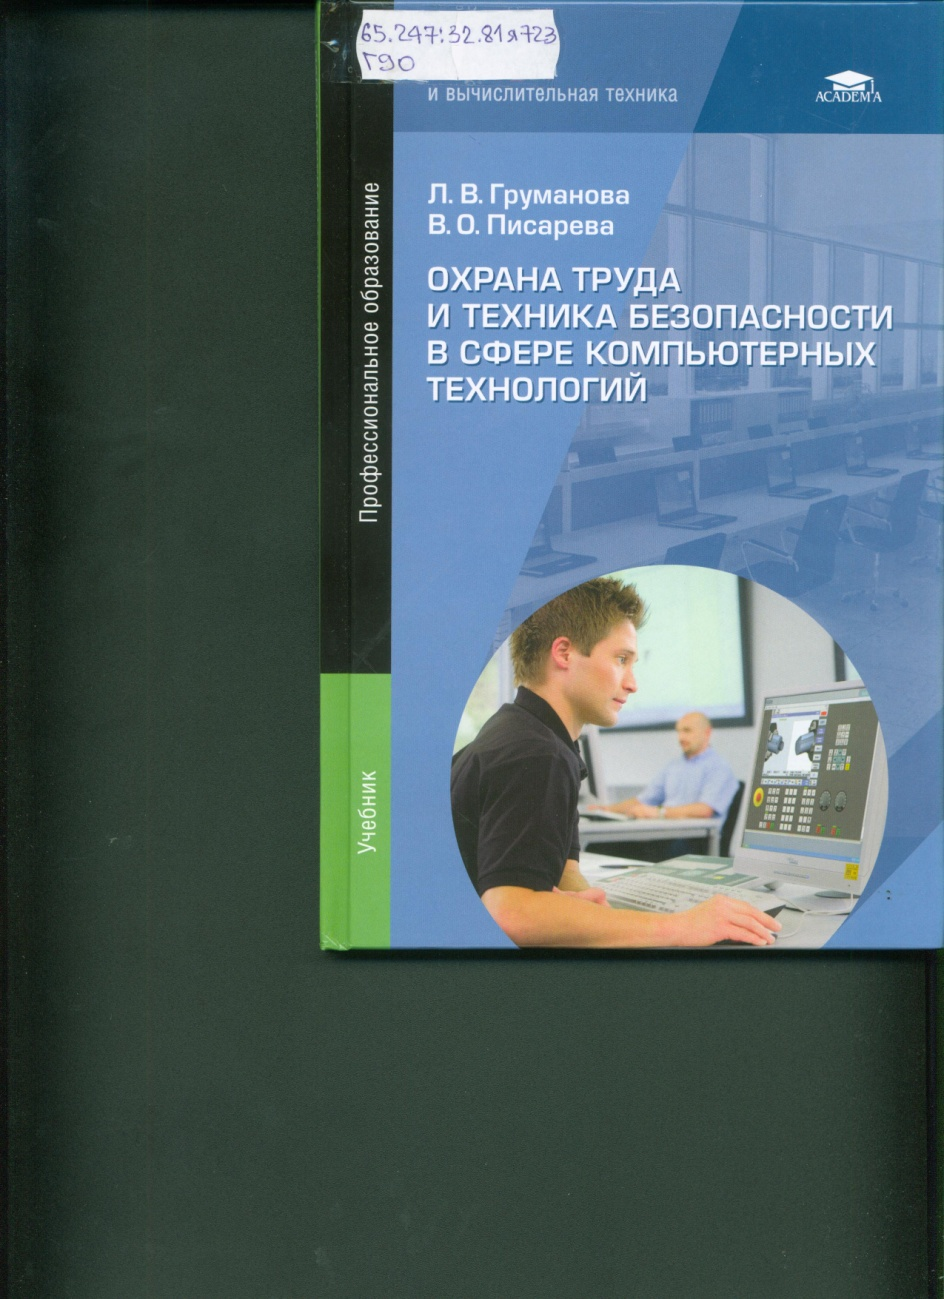 65.247:32.81я723
Г90
и вычислительная техника
ACADEMA
Л. В. Груманова
В. О. Писарева
ОХРАНА ТРУДА
И ТЕХНИКА БЕЗОПАСНОСТИ
В СФЕРЕ КОМПЬЮТЕРНЫХ
ТЕХНОЛОГИЙ
Профессиональное образование
Учебник